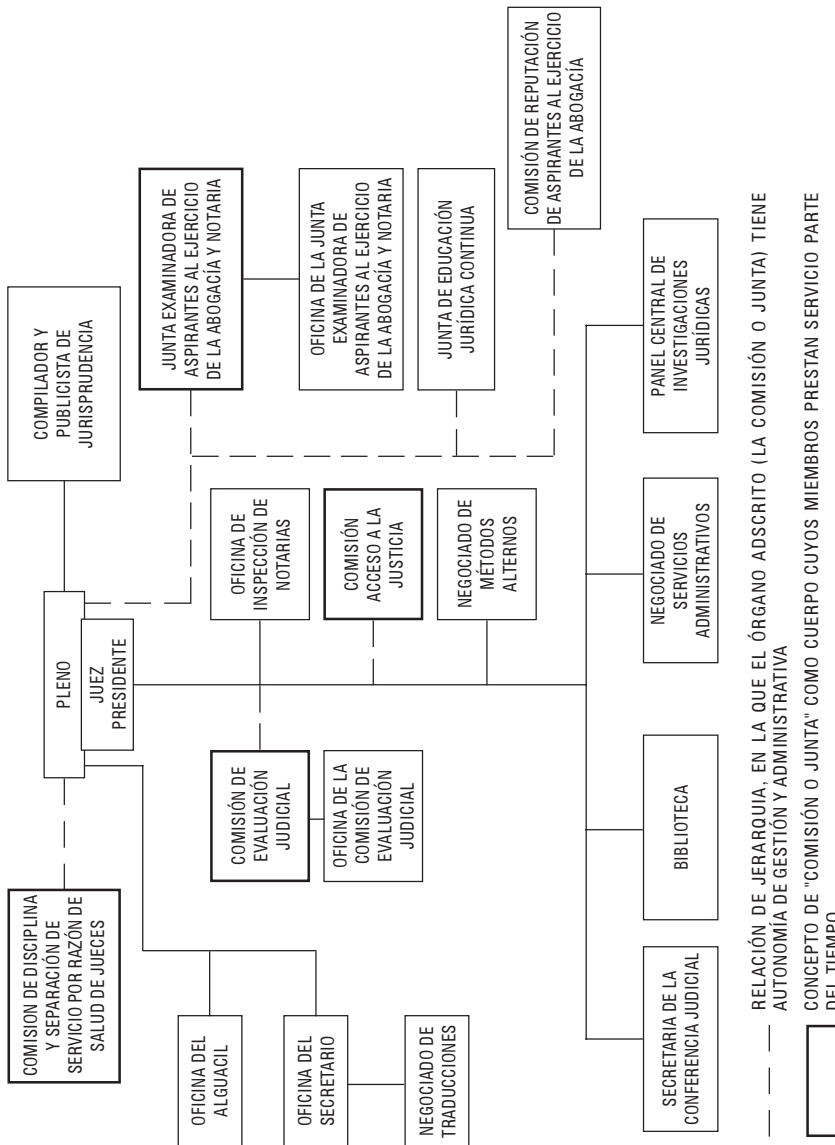 COMISION DE DISCIPLINA
Y SEPARACIÓN DE
SERVICIO POR RAZÓN DE
SALUD DE JUECES
PLENO
JUEZ
PRESIDENTE
COMPILADOR Y
PUBLICISTA DE
JURISPRUDENCIA
OFICINA DEL
ALGUACIL
OFICINA DEL
SECRETARIO
NEGOCIADO DE
TRADUCCIONES
COMISIÓN DE
EVALUACIÓN
JUDICIAL
OFICINA DE LA
COMISIÓN DE
EVALUACIÓN
JUDICIAL
OFICINA DE
INSPECCIÓN DE
NOTARIAS
COMISIÓN
ACCESO A LA
JUSTICIA
NEGOCIADO DE
MÉTODOS
ALTERNOS
JUNTA EXAMINADORA DE
ASPIRANTES AL EJERCICIO
DE LA ABOGACÍA Y NOTARIA
OFICINA DE LA JUNTA
EXAMINADORA DE
ASPIRANTES AL EJERCICIO
DE LA ABOGACÍA Y NOTARIA
JUNTA DE EDUCACIÓN
JURÍDICA CONTINUA
COMISIÓN DE REPUTACIÓN
DE ASPIRANTES AL EJERCICIO
DE LA ABOGACÍA
SECRETARIA DE LA
CONFERENCIA JUDICIAL
BIBLIOTECA
NEGOCIADO DE
SERVICIOS
ADMINISTRATIVOS
PANEL CENTRAL DE
INVESTIGACIONES
JURÍDICAS
RELACIÓN DE JERARQUIA, EN LA QUE EL ÓRGANO ADSCRITO (LA COMISIÓN O JUNTA) TIENE
AUTONOMÍA DE GESTIÓN Y ADMINISTRATIVA
CONCEPTO DE "COMISIÓN O JUNTA" COMO CUERPO CUYOS MIEMBROS PRESTAN SERVICIO PARTE
DEL TIEMPO